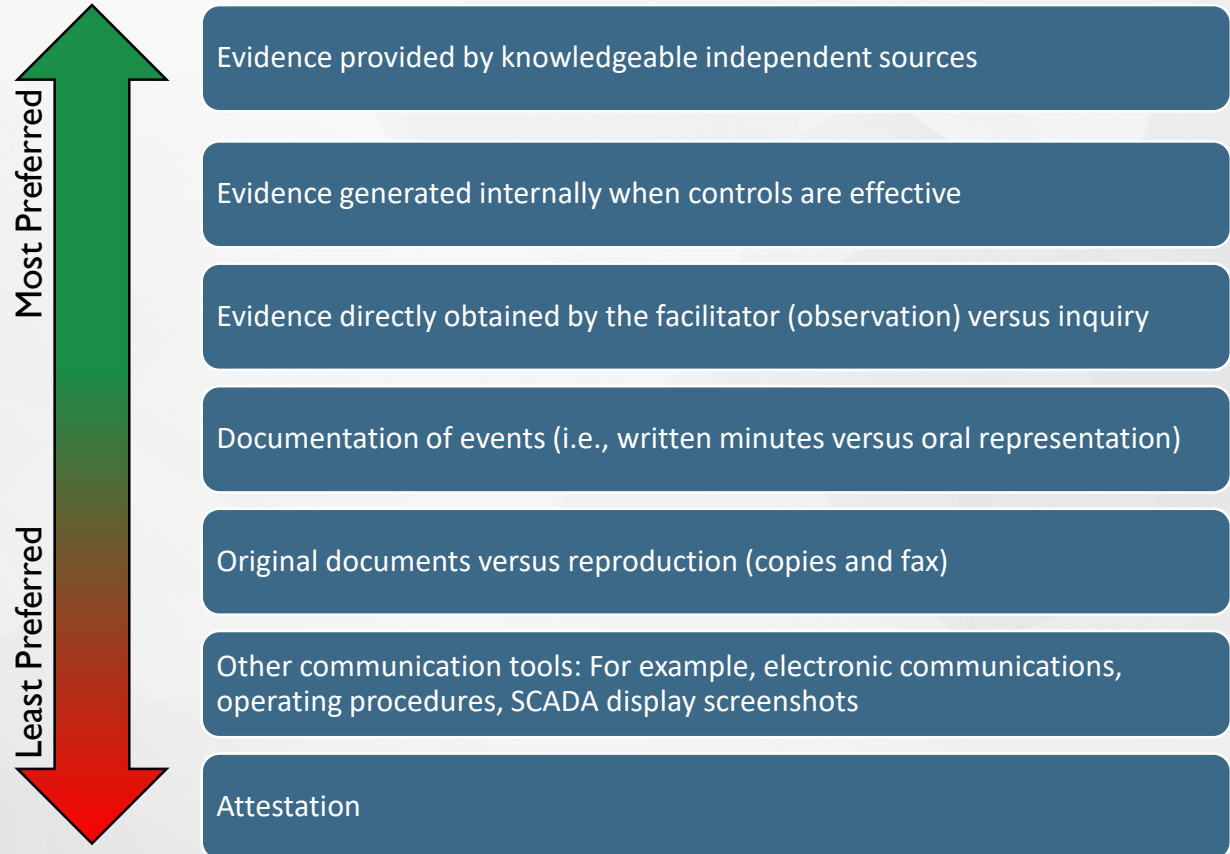 Most Preferred
Least Preferred
Evidence provided by knowledgeable independent sources
Evidence generated internally when controls are effective
Evidence directly obtained by the facilitator (observation) versus inquiry
Documentation of events (i.e., written minutes versus oral representation)
Original documents versus reproduction (copies and fax)
Other communication tools: For example, electronic communications,
operating procedures, SCADA display screenshots
Attestation